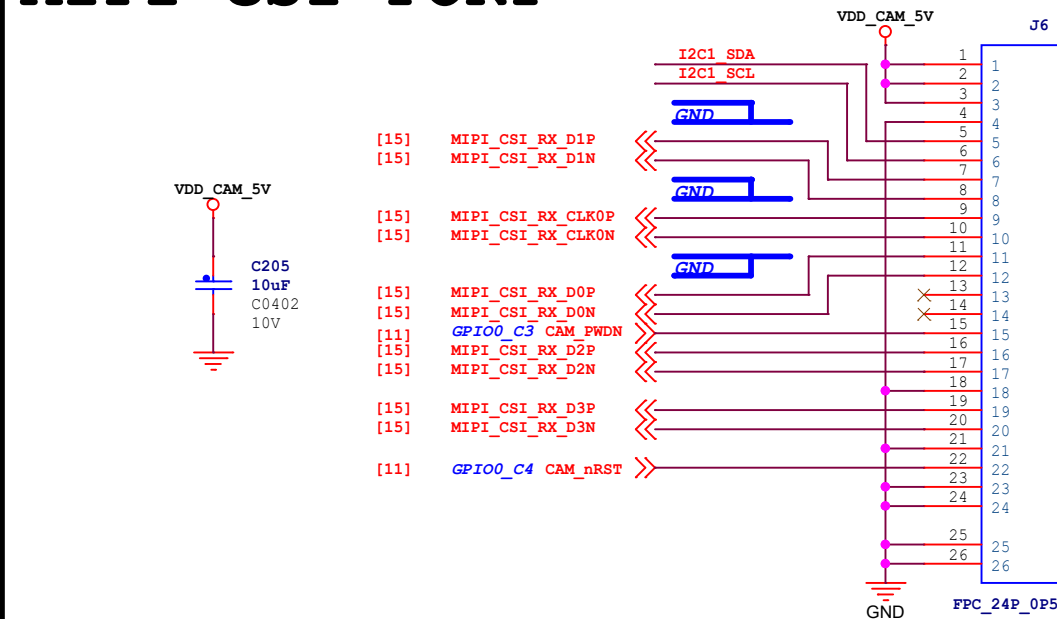 VDD_CAM_5V
J6
I2C1_SDA
I2C1_SCL
GND
[15] MIPI_CSI_RX_D1P
[15] MIPI_CSI_RX_D1N
GND
[15] MIPI_CSI_RX_CLK0P
[15] MIPI_CSI_RX_CLK0N
GND
[15] MIPI_CSI_RX_D0P
[15] MIPI_CSI_RX_D0N
[11] GPIO0_C3 CAM_PWDN
[15] MIPI_CSI_RX_D2P
[15] MIPI_CSI_RX_D2N
[15] MIPI_CSI_RX_D3P
[15] MIPI_CSI_RX_D3N
[11] GPIO0_C4 CAM_nRST
VDD_CAM_5V
C205
10uF
C0402
10V
1 1
2 2
3 3
4 4
5 5
6 6
7 7
8 8
9 9
10 10
11 11
12 12
13 13
14 14
15 15
16 16
17 17
18 18
19 19
20 20
21 21
22 22
23 23
24 24
25 25
26 26
GND
FPC_24P_0P5